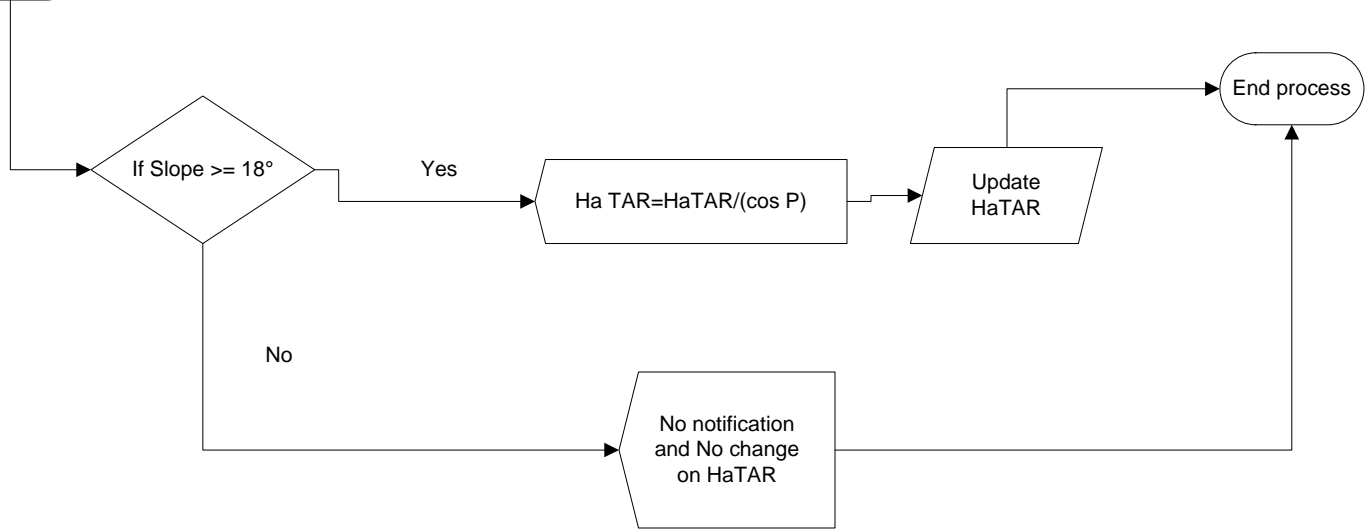 End process
If Slope >= 18°
Yes
Ha TAR=HaTAR/(cos P)
Update
HaTAR
No
No notification
and No change
on HaTAR